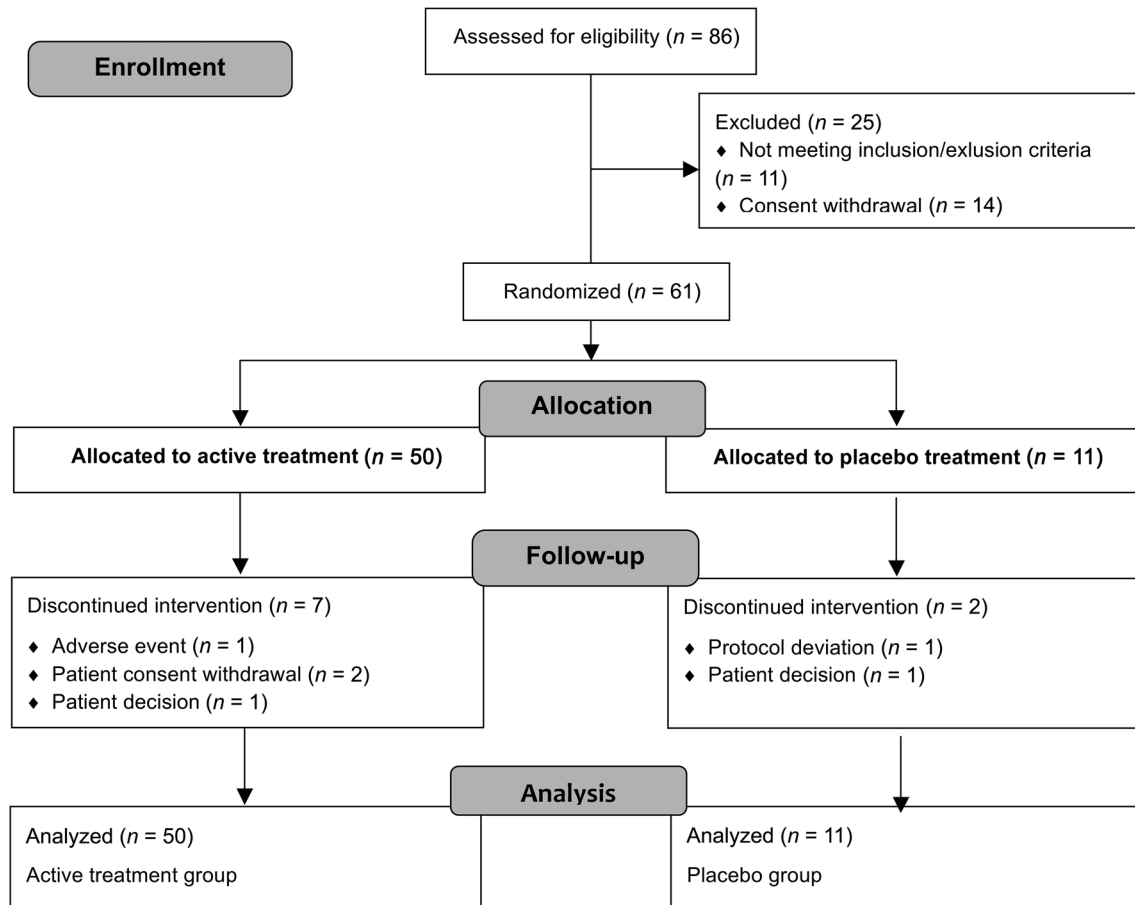 Assessed for eligibility (n = 86)
Enrollment
Excluded (n = 25)
♦ Not meeting inclusion/exlusion criteria
(n = 11)
♦ Consent withdrawal (n = 14)
Randomized (n = 61)
Allocation
Allocated to active treatment (n = 50)
Allocated to placebo treatment (n = 11)
Follow-up
Discontinued intervention (n = 7)
♦ Adverse event (n = 1)
♦ Patient consent withdrawal (n = 2)
♦ Patient decision (n = 1)
Discontinued intervention (n = 2)
♦ Protocol deviation (n = 1)
♦ Patient decision (n = 1)
Analysis
Analyzed (n = 50)
Active treatment group
Analyzed (n = 11)
Placebo group